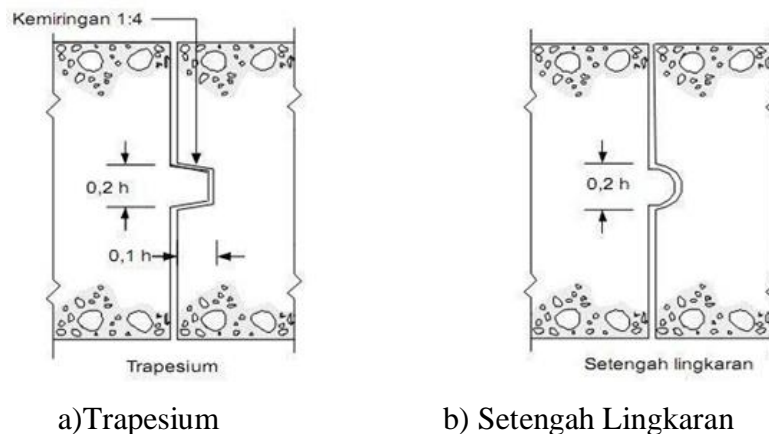 Kemiringan 1:4
0,2 h
0,1 h
Trapesium
0,2 h
Setengah lingkaran
a)Trapesium
b) Setengah Lingkaran